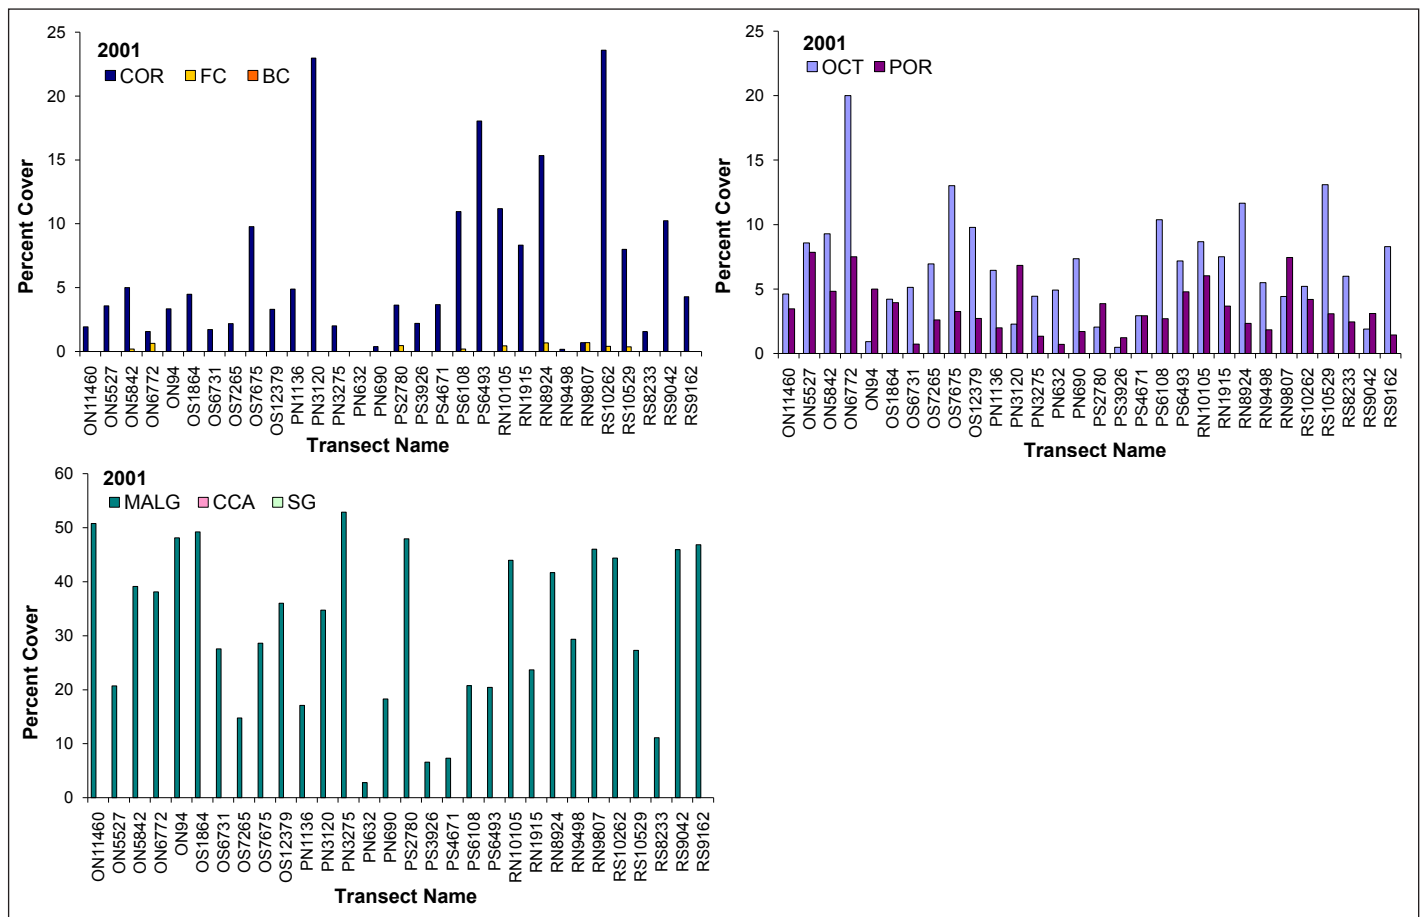 2001
COR FC BC
25
20
15
10
5
0
Percent Cover
ON11460
ON5527
ON5842
ON6772
ON94
OS1864
OS6731
OS7265
OS7675
OS12379
PN1136
PN3120
PN3275
PN632
PN690
PS2780
PS3926
PS4671
PS6108
PS6493
RN10105
RN1915
RN8924
RN9498
RN9807
RS10262
RS10529
RS8233
RS9042
RS9162
Transect Name
2001
OCT POR
25
20
15
10
5
0
Percent Cover
ON11460
ON5527
ON5842
ON6772
ON94
OS1864
OS6731
OS7265
OS7675
OS12379
PN1136
PN3120
PN3275
PN632
PN690
PS2780
PS3926
PS4671
PS6108
PS6493
RN10105
RN1915
RN8924
RN9498
RN9807
RS10262
RS10529
RS8233
RS9042
RS9162
Transect Name
2001
MALG CCA SG
60
50
40
30
20
10
0
Percent Cover
ON11460
ON5527
ON5842
ON6772
ON94
OS1864
OS6731
OS7265
OS7675
OS12379
PN1136
PN3120
PN3275
PN632
PN690
PS2780
PS3926
PS4671
PS6108
PS6493
RN10105
RN1915
RN8924
RN9498
RN9807
RS10262
RS10529
RS8233
RS9042
RS9162
Transect Name